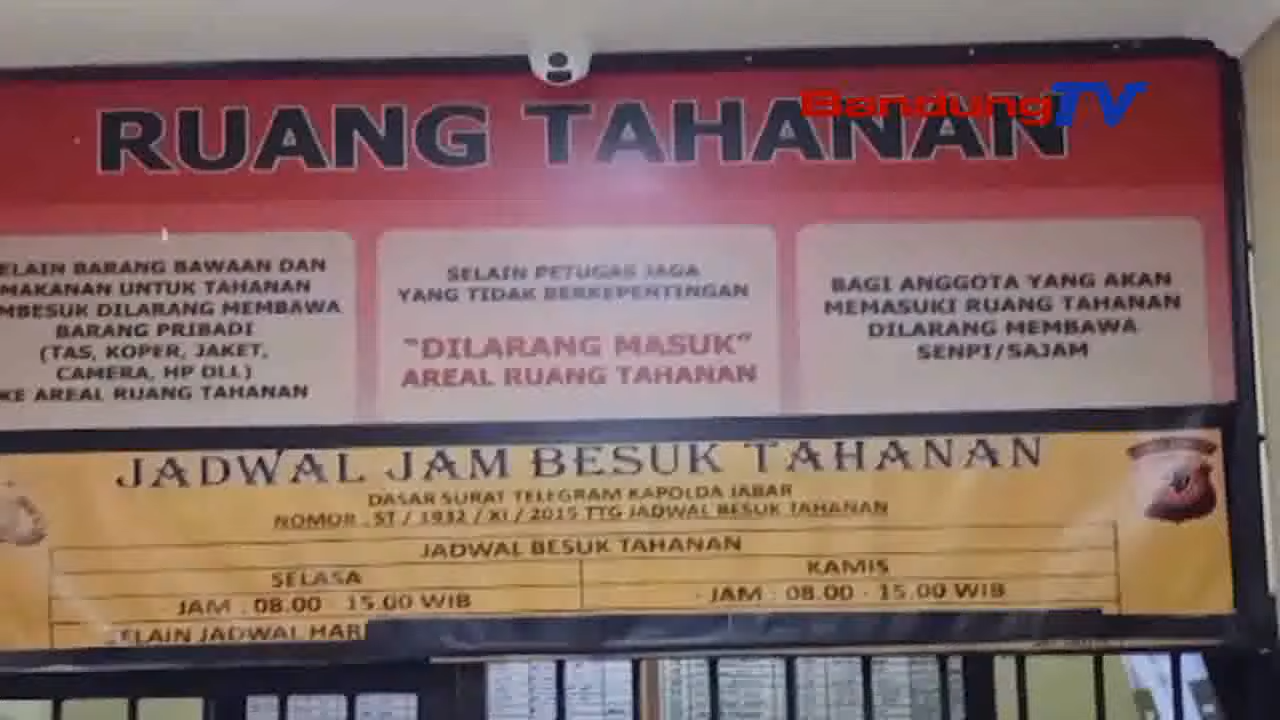 RUANG TAHANAN
BandungTV
ELAIN BARANG BAWAAN DAN
MAKANAN UNTUK TAHANAN
MBESUK DILARANG MEMBAWA
BARANG PRIBADI
(TAS, KOPER, JAKET,
CAMERA, HP DLL)
KE AREAL RUANG TAHANAN
SELAIN PETUGAS JAGA
YANG TIDAK BERKEPENTINGAN
"DILARANG MASUK"
AREAL RUANG TAHANAN
BAGI ANGGOTA YANG AKAN
MEMASUKI RUANG TAHANAN
DILARANG MEMBAWA
SENPI/SAJAM
JADWAL JAM BESUK TAHANAN
DASAR SURAT TELEGRAM KAPOLDA JABAR
NOMOR : ST / 1932 / XI / 2015 TTG JADWAL BESUK TAHANAN
JADWAL BESUK TAHANAN
SELASA
KAMIS
JAM : 08.00 - 15.00 WIB
JAM : 08.00 - 15.00 WIB
ELAIN JADWAL HAR